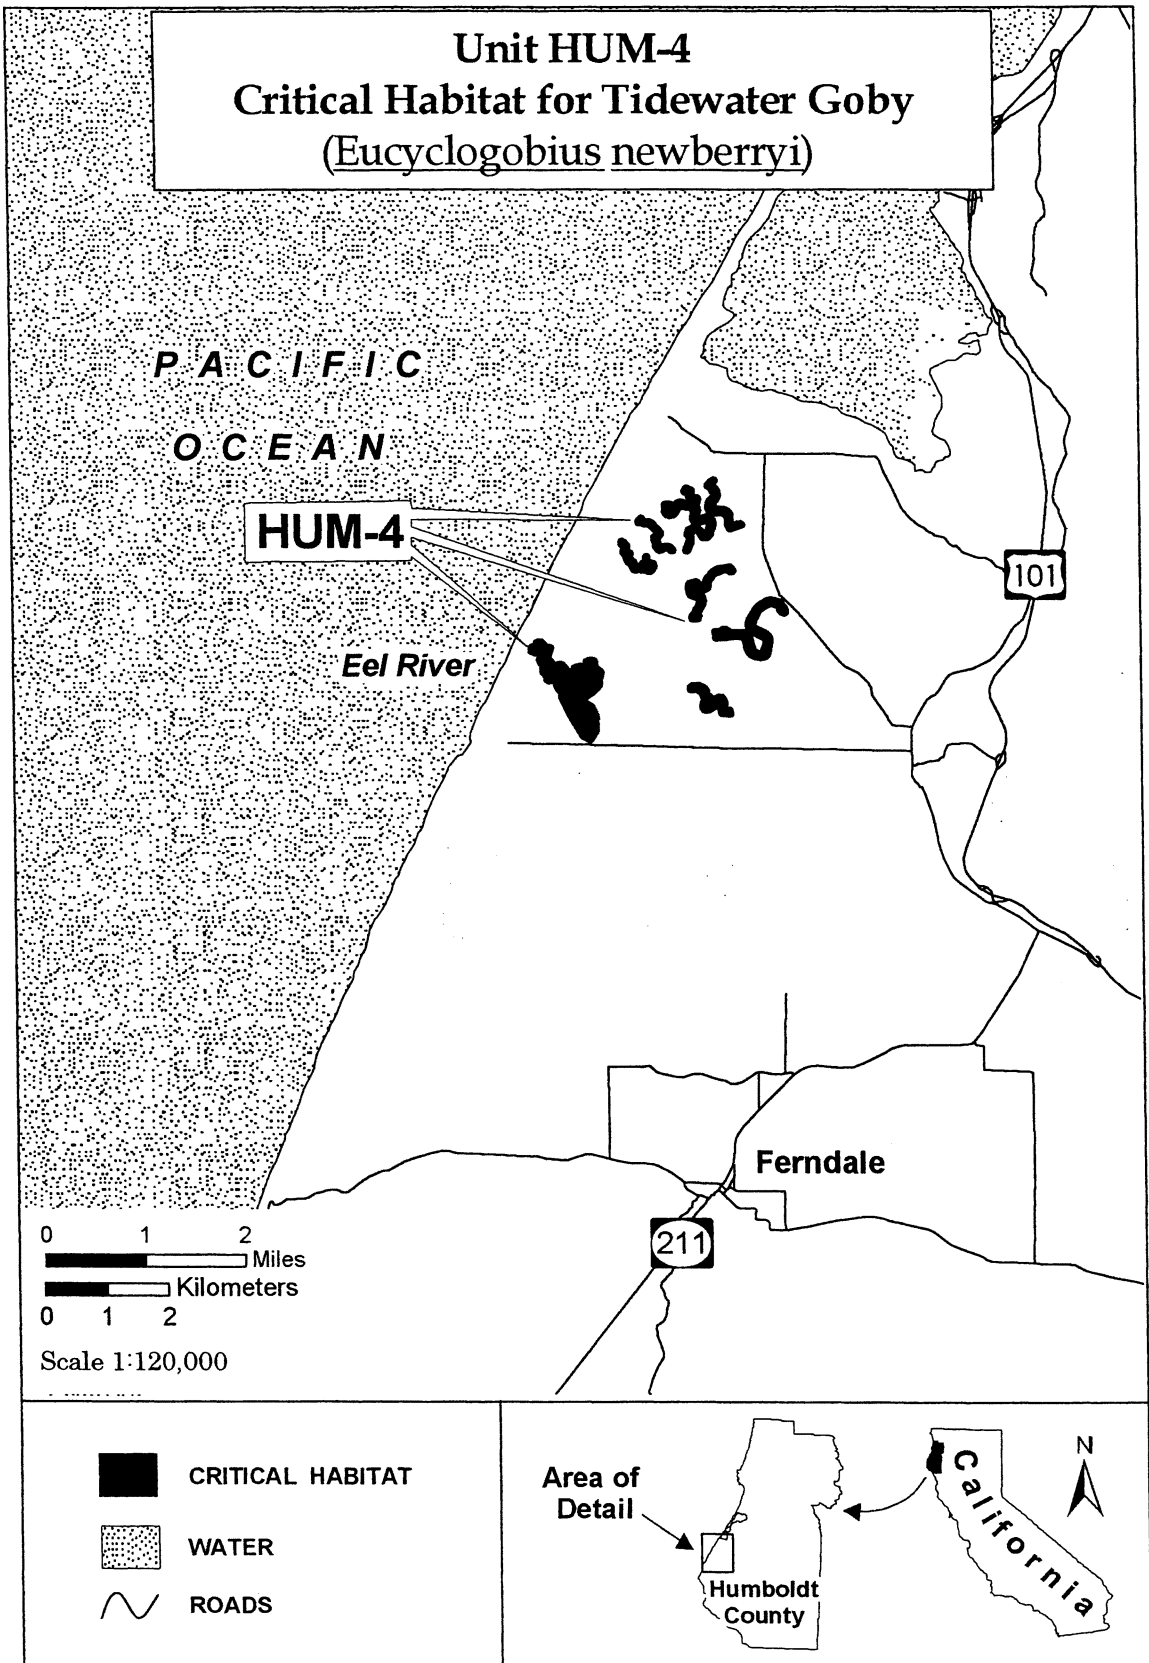 Unit HUM-4
Critical Habitat for Tidewater Goby
(Eucyclogobius newberryi)
PACIFIC
OCEAN
HUM-4
101
Eel River
Ferndale
211
0 1 2
Miles
Kilometers
0 1 2
Scale 1:120,000
CRITICAL HABITAT
WATER
ROADS
Area of
Detail
Humboldt
County
California
N